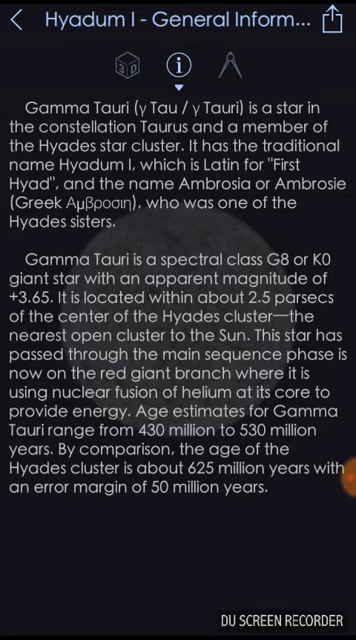 Hyadum I - General Inform...
3D
Gamma Tauri (γ Tau / γ Tauri) is a star in
the constellation Taurus and a member of
the Hyades star cluster. It has the traditional
name Hyadum I, which is Latin for "First
Hyad", and the name Ambrosia or Ambrosie
(Greek Αμβροσιη), who was one of the
Hyades sisters.
Gamma Tauri is a spectral class G8 or K0
giant star with an apparent magnitude of
+3.65. It is located within about 2.5 parsecs
of the center of the Hyades cluster—the
nearest open cluster to the Sun. This star has
passed through the main sequence phase is
now on the red giant branch where it is
using nuclear fusion of helium at its core to
provide energy. Age estimates for Gamma
Tauri range from 430 million to 530 million
years. By comparison, the age of the
Hyades cluster is about 625 million years with
an error margin of 50 million years.
DU SCREEN RECORDER